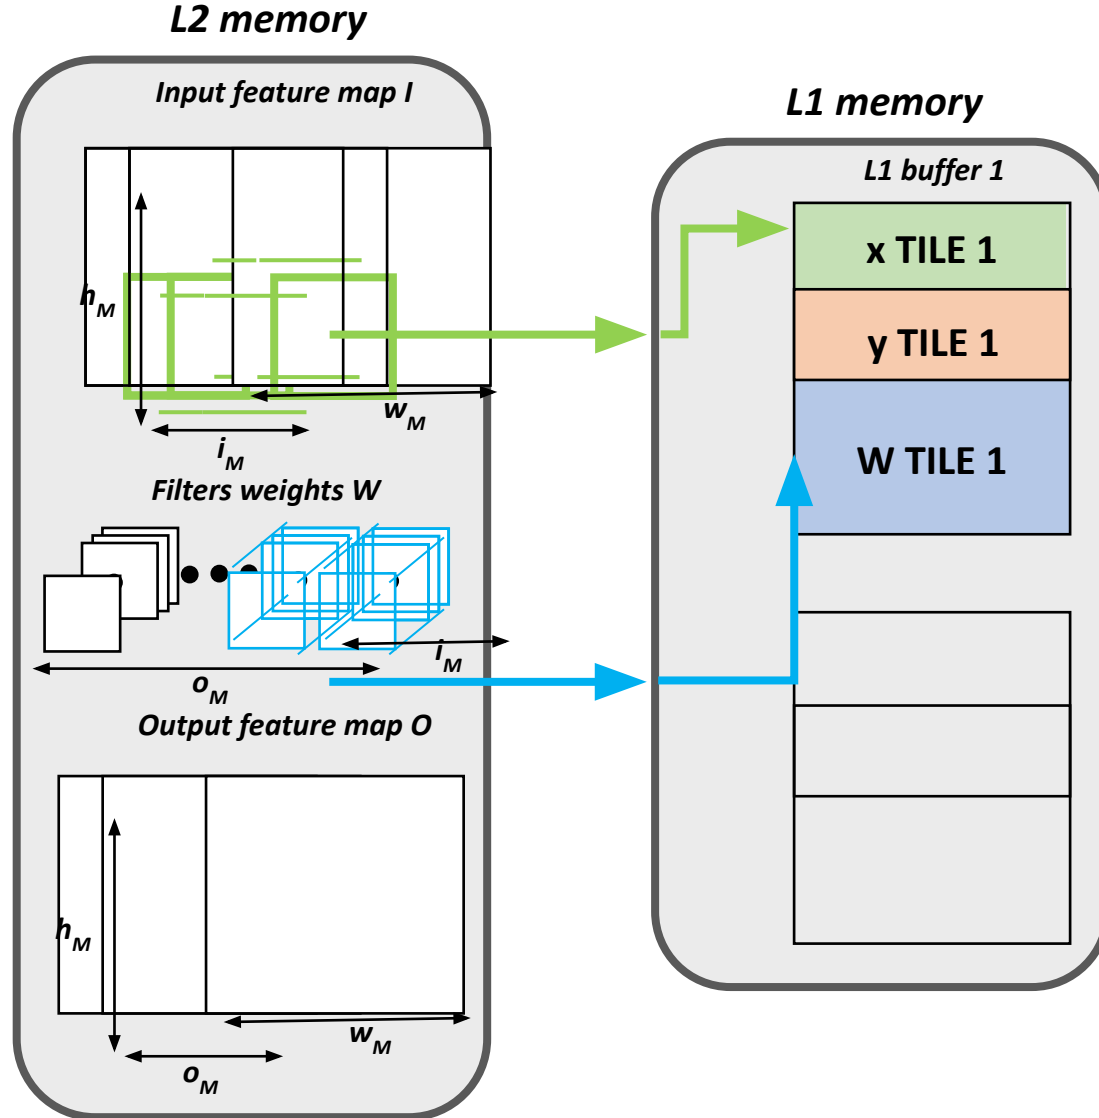 L2 memory
Input feature map I
h_M
w_M
i_M
Filters weights W
i_M
o_M
Output feature map O
h_M
w_M
o_M
L1 memory
L1 buffer 1
x TILE 1
y TILE 1
W TILE 1